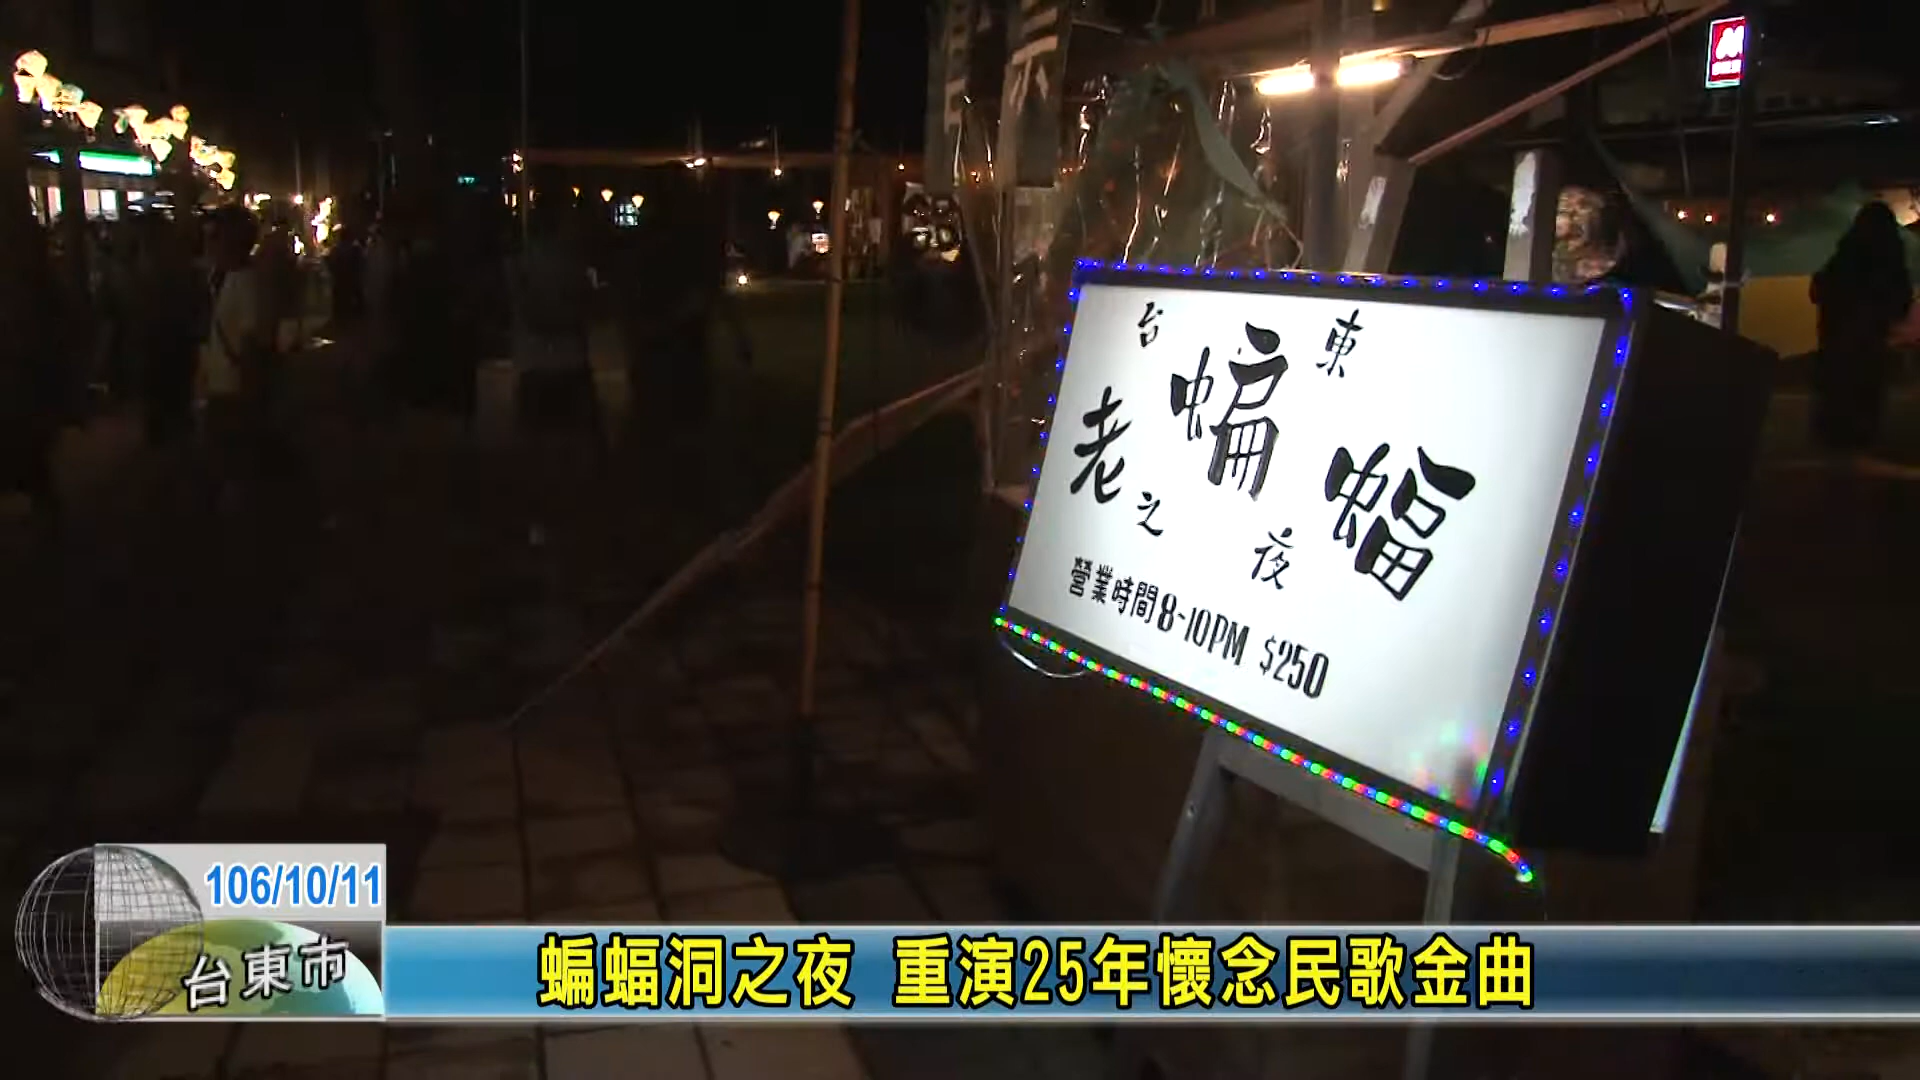 台東
老蝙蝠
之夜
營業時間8-10PM $250
106/10/11
台東市
蝙蝠洞之夜 重演25年懷念民歌金曲